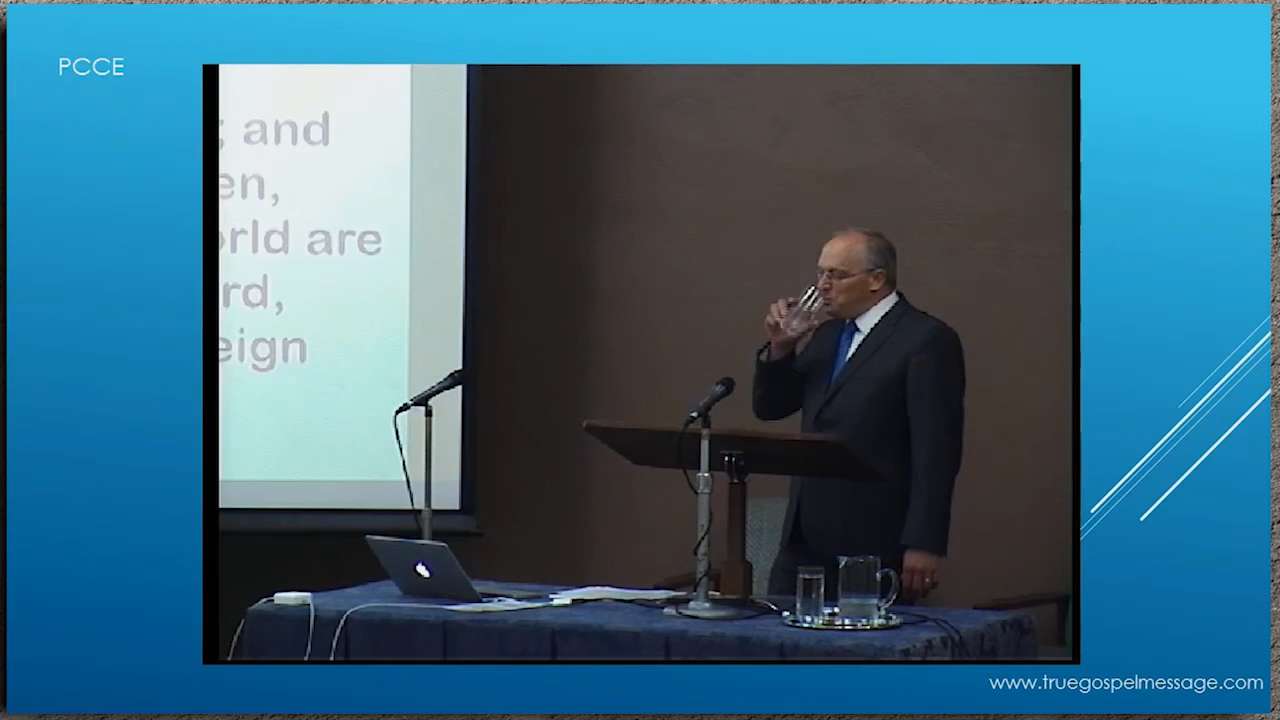 PCCE
; and
en,
orld are
rd,
eign
www.truegospelmessage.com